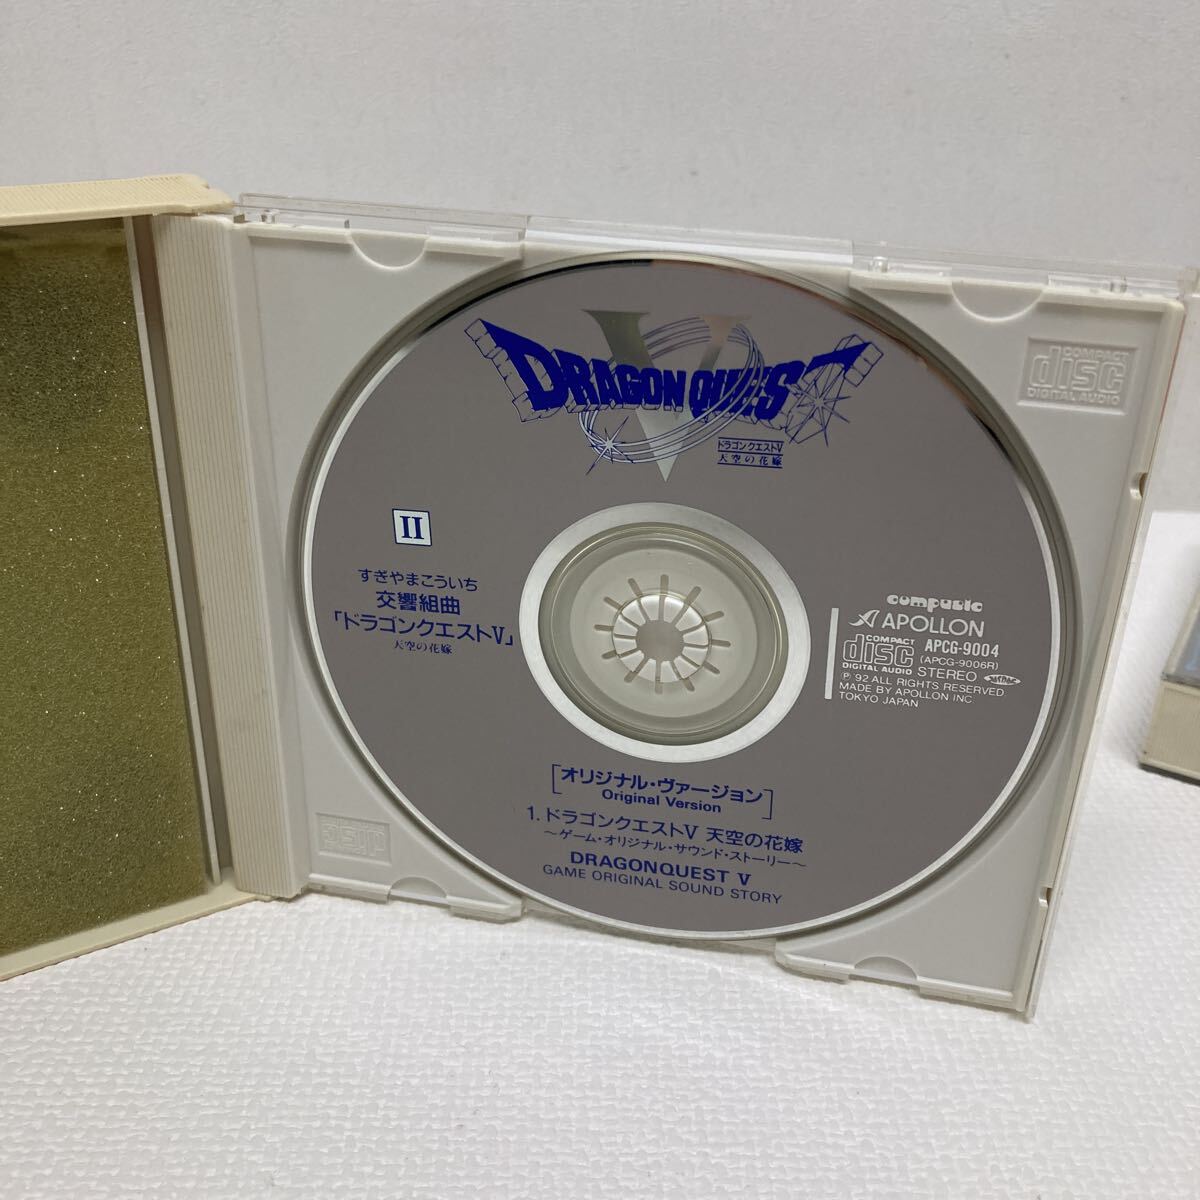 V
DRAGON QUEST
ドラゴンクエストV
天空の花嫁
COMPACT
disc
DIGITAL AUDIO
II
すぎやまこういち
交響組曲
「ドラゴンクエストV」
天空の花嫁
compusic
APOLLON
COMPACT
disc
DIGITAL AUDIO
APCG-9004
(APCG-9006R)
STEREO
℗'92 ALL RIGHTS RESERVED
MADE BY APOLLON INC.
TOKYO JAPAN
[オリジナル・ヴァージョン
Original Version]
1. ドラゴンクエストV 天空の花嫁
～ゲーム・オリジナル・サウンド・ストーリー～
DRAGONQUEST V
GAME ORIGINAL SOUND STORY